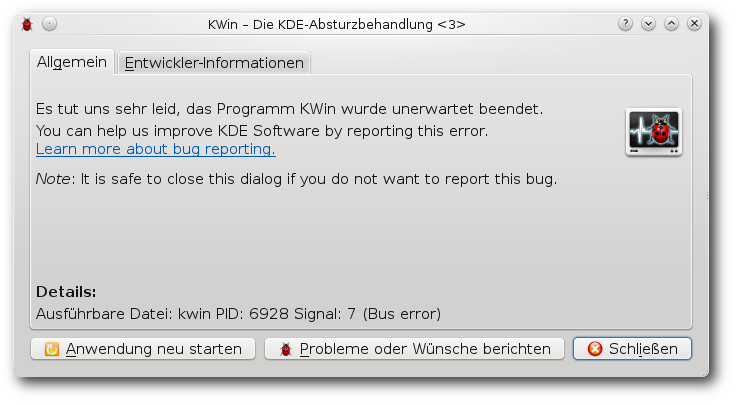 KWin – Die KDE-Absturzbehandlung <3>
Allgemein
Entwickler-Informationen
Es tut uns sehr leid, das Programm KWin wurde unerwartet beendet.
You can help us improve KDE Software by reporting this error.
Learn more about bug reporting.
Note: It is safe to close this dialog if you do not want to report this bug.
Details:
Ausführbare Datei: kwin PID: 6928 Signal: 7 (Bus error)
Anwendung neu starten
Probleme oder Wünsche berichten
Schließen